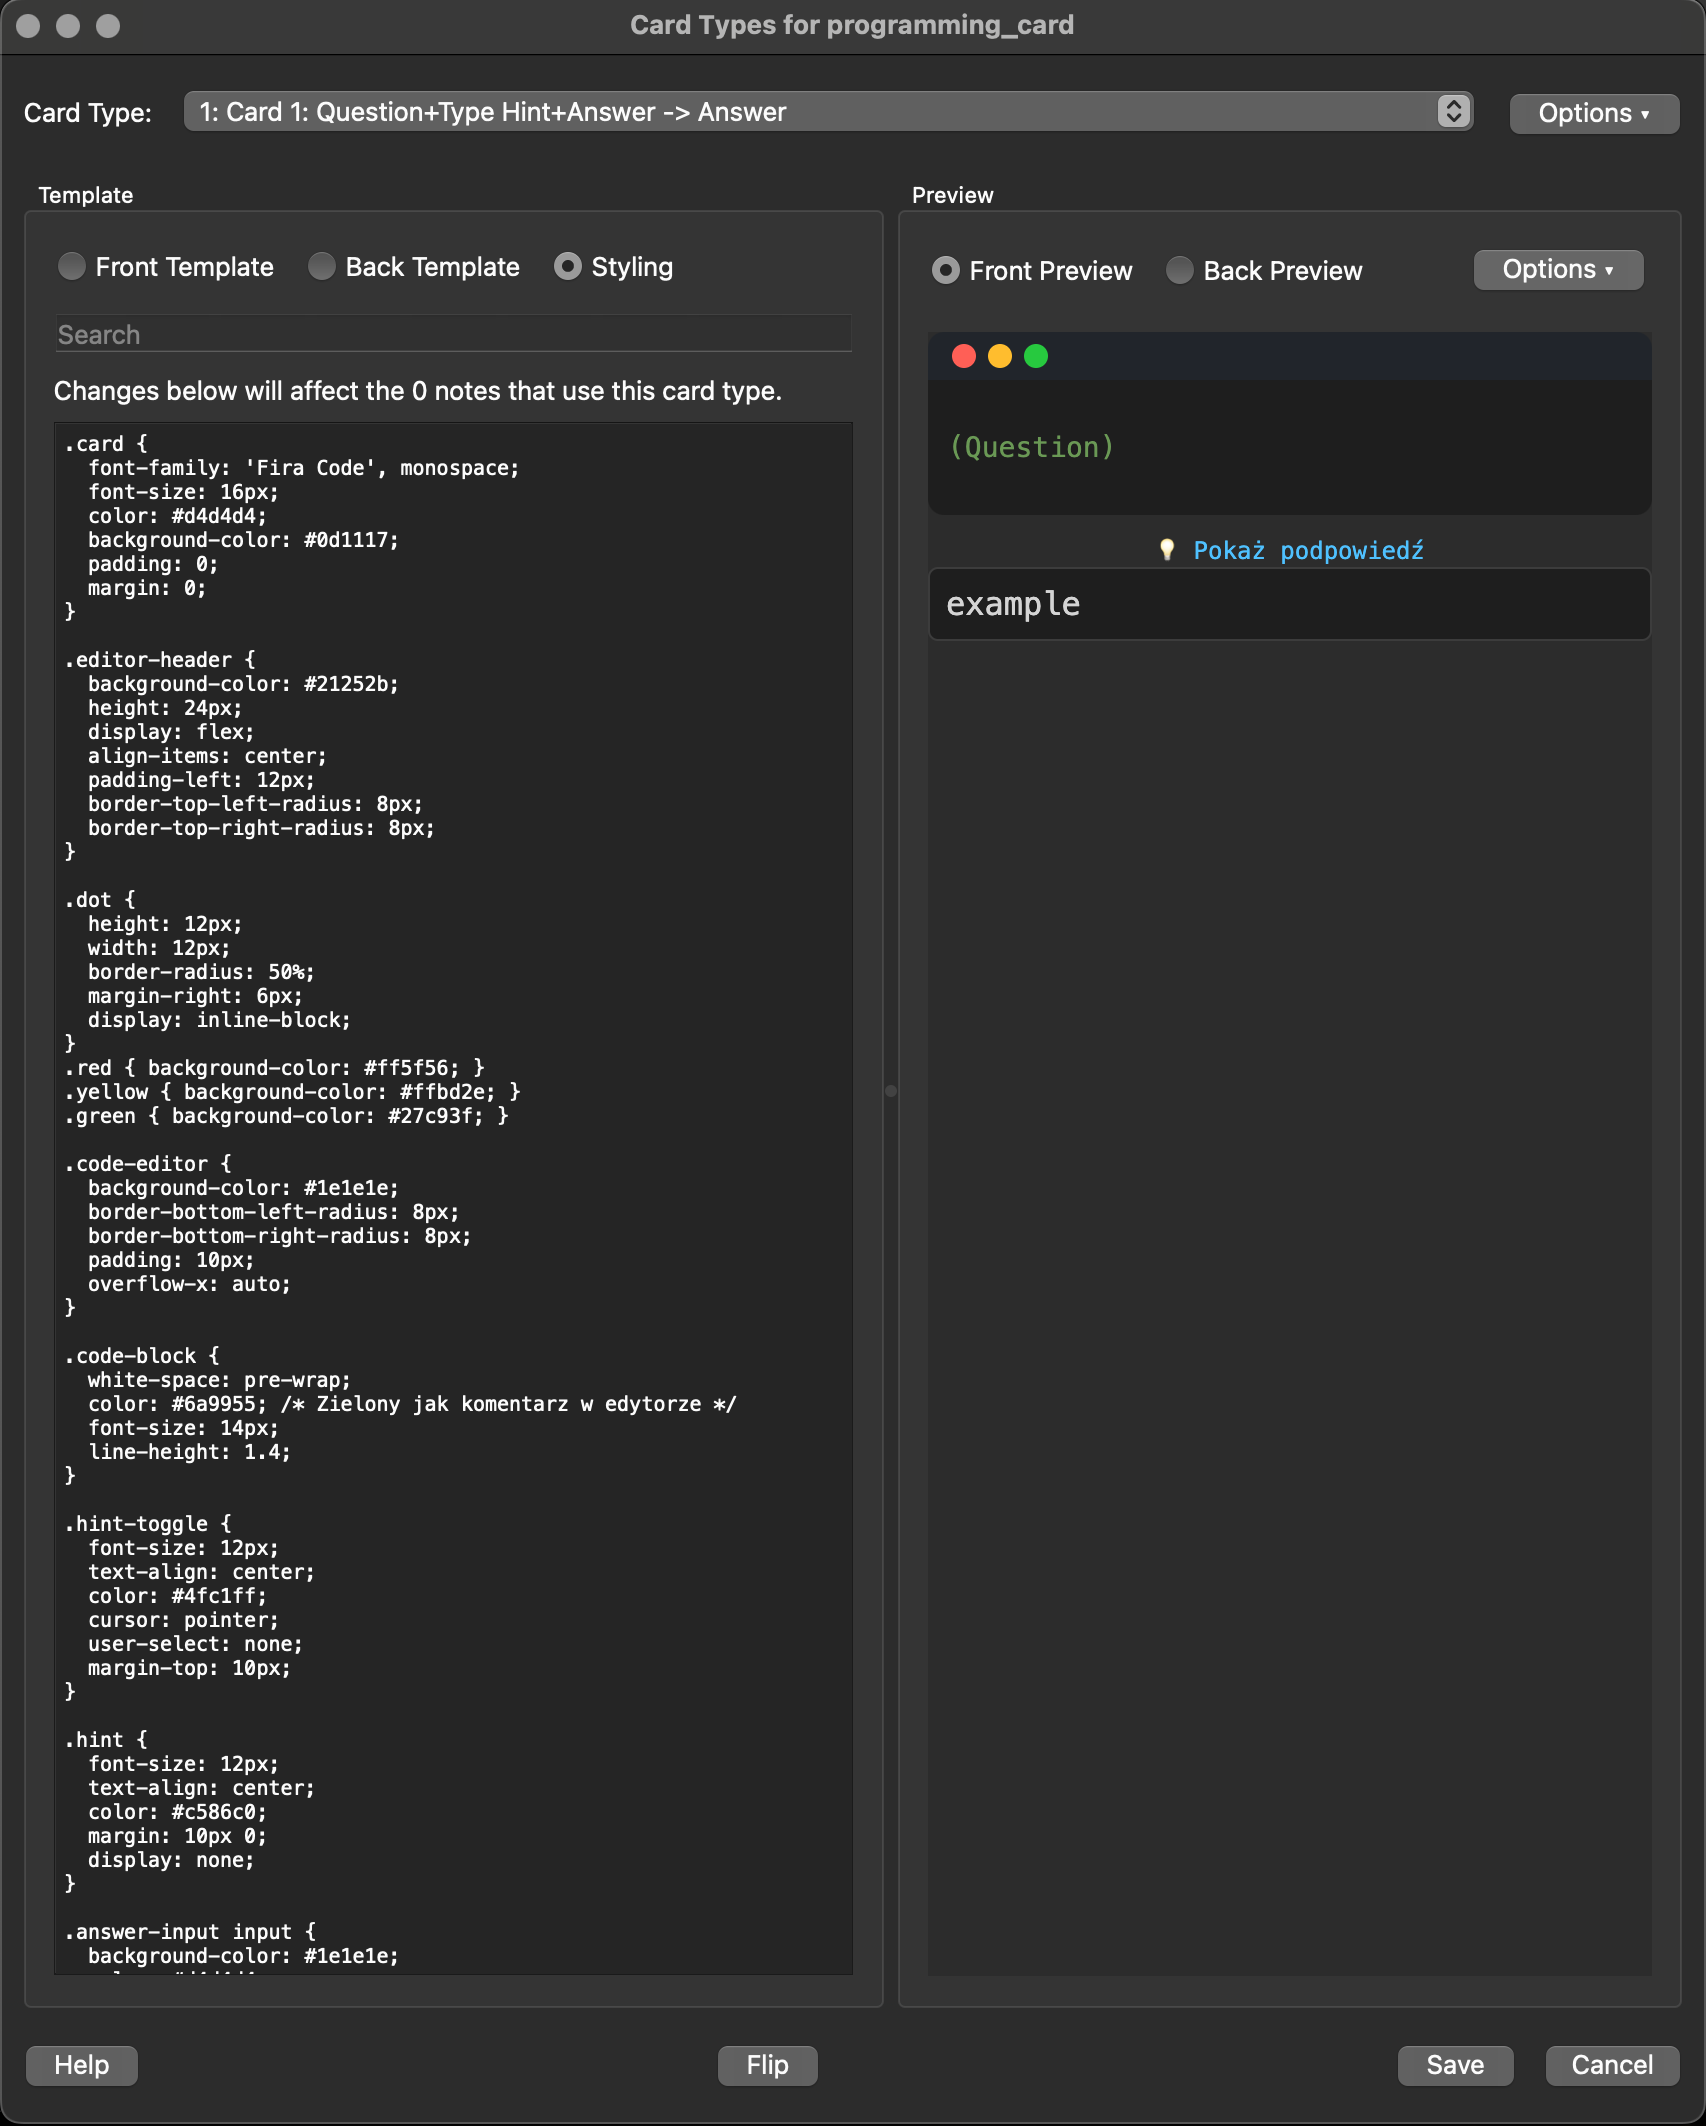 Card Types for programming_card
Card Type:
1: Card 1: Question+Type Hint+Answer -> Answer
Options ▾
Template
Front Template
Back Template
Styling
Search
Changes below will affect the 0 notes that use this card type.
.card {
  font-family: 'Fira Code', monospace;
  font-size: 16px;
  color: #d4d4d4;
  background-color: #0d1117;
  padding: 0;
  margin: 0;
}
.editor-header {
  background-color: #21252b;
  height: 24px;
  display: flex;
  align-items: center;
  padding-left: 12px;
  border-top-left-radius: 8px;
  border-top-right-radius: 8px;
}
.dot {
  height: 12px;
  width: 12px;
  border-radius: 50%;
  margin-right: 6px;
  display: inline-block;
}
.red { background-color: #ff5f56; }
.yellow { background-color: #ffbd2e; }
.green { background-color: #27c93f; }
.code-editor {
  background-color: #1e1e1e;
  border-bottom-left-radius: 8px;
  border-bottom-right-radius: 8px;
  padding: 10px;
  overflow-x: auto;
}
.code-block {
  white-space: pre-wrap;
  color: #6a9955; /* Zielony jak komentarz w edytorze */
  font-size: 14px;
  line-height: 1.4;
}
.hint-toggle {
  font-size: 12px;
  text-align: center;
  color: #4fc1ff;
  cursor: pointer;
  user-select: none;
  margin-top: 10px;
}
.hint {
  font-size: 12px;
  text-align: center;
  color: #c586c0;
  margin: 10px 0;
  display: none;
}
.answer-input input {
  background-color: #1e1e1e;
Preview
Front Preview
Back Preview
Options ▾
(Question)
💡 Pokaż podpowiedź
example
Help
Flip
Save
Cancel